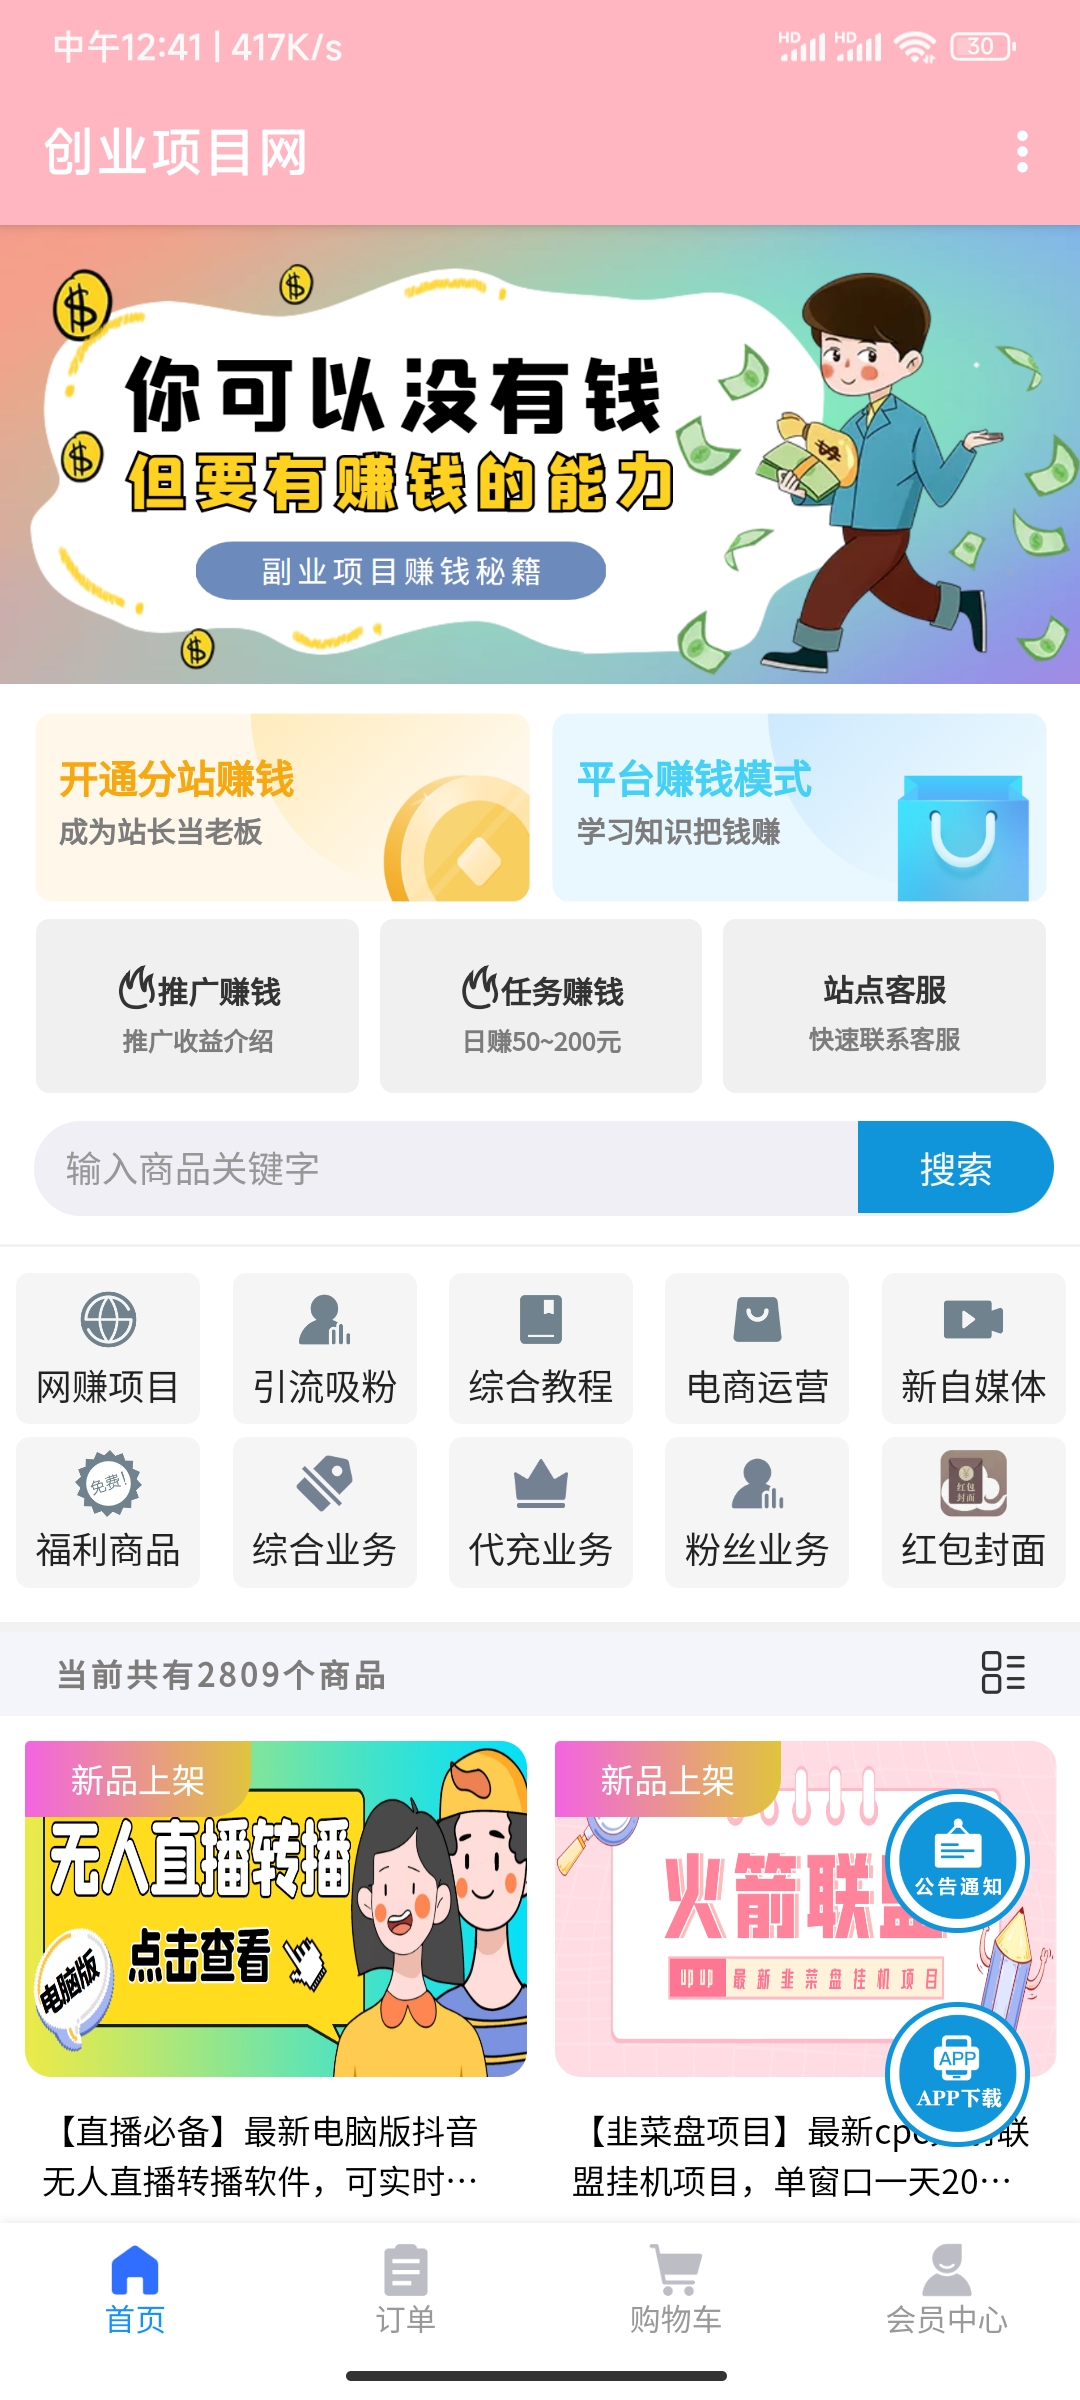 中午12:41 | 417K/s
HD HD 30
创业项目网
你可以没有钱
但要有赚钱的能力
副业项目赚钱秘籍
开通分站赚钱
成为站长当老板
平台赚钱模式
学习知识把钱赚
推广赚钱
推广收益介绍
任务赚钱
日赚50~200元
站点客服
快速联系客服
输入商品关键字
搜索
网赚项目
引流吸粉
综合教程
电商运营
新自媒体
免费!
福利商品
综合业务
代充业务
粉丝业务
红包
封面
红包封面
当前共有2809个商品
新品上架
无人直播转播
点击查看
电脑版
新品上架
火箭联盟
最新韭菜盘挂机项目
公告通知
APP
APP下载
【直播必备】最新电脑版抖音
无人直播转播软件，可实时…
【韭菜盘项目】最新cpc 联
盟挂机项目，单窗口一天20…
首页
订单
购物车
会员中心